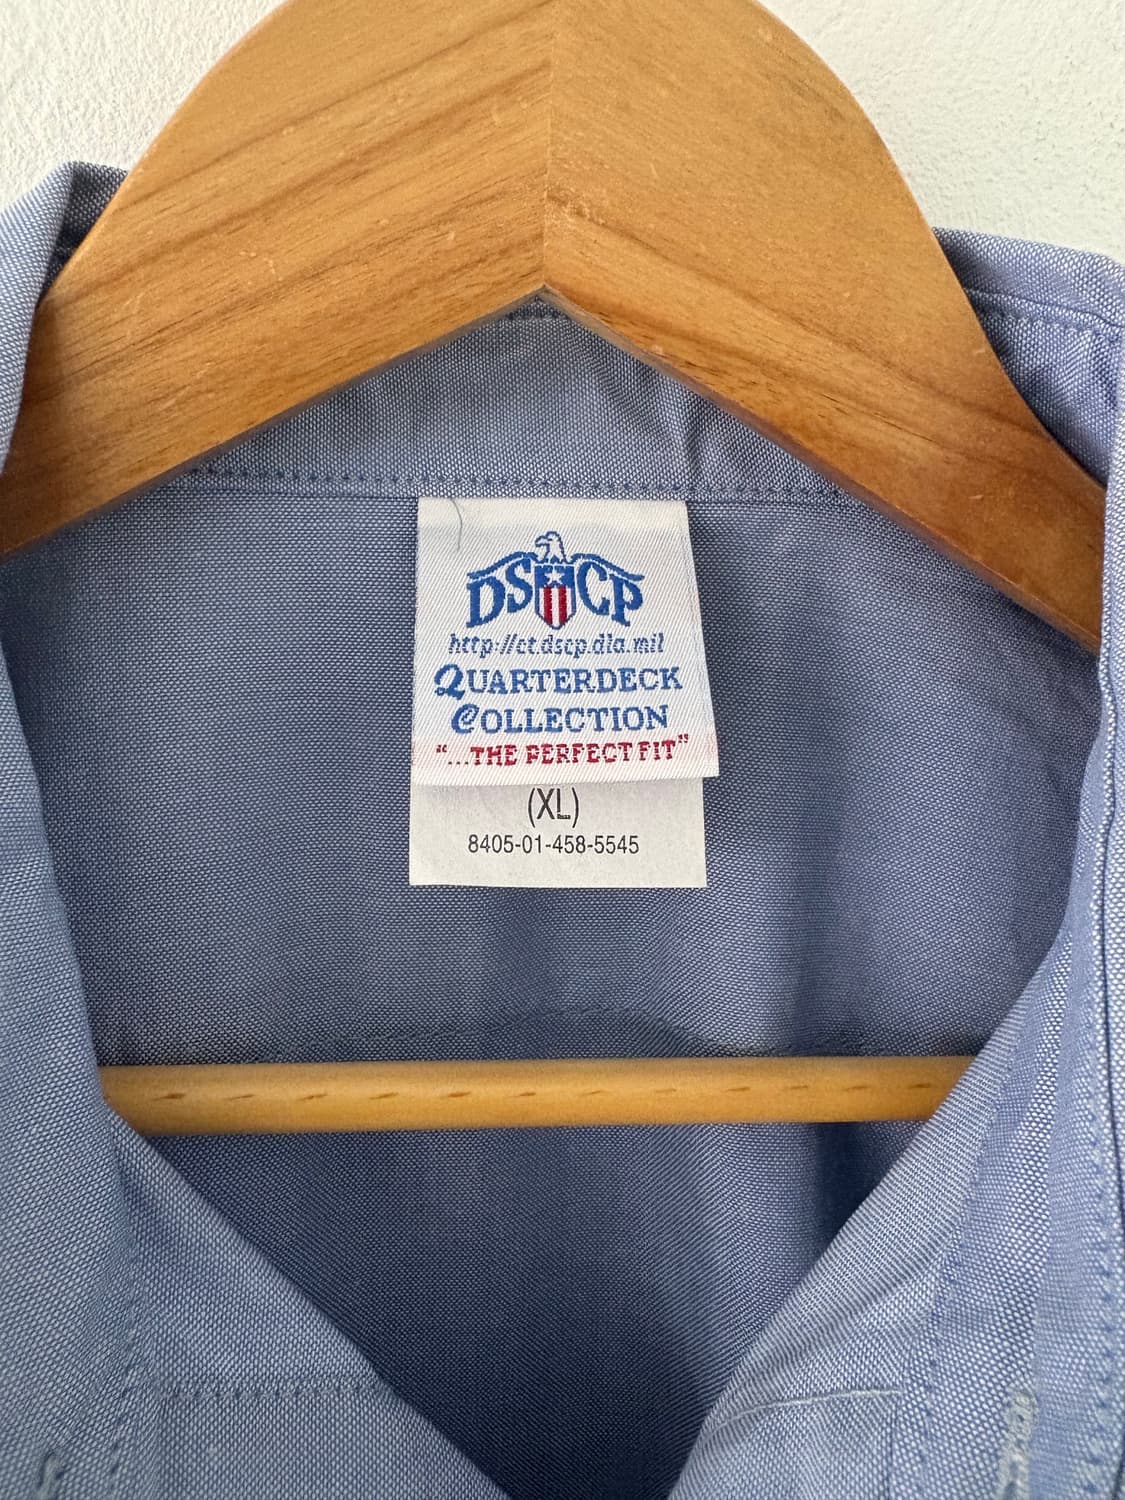 DSCP
http://ct.dscp.dla.mil
QUARTERDECK
COLLECTION
"...THE PERFECT FIT"
(XL)
8405-01-458-5545